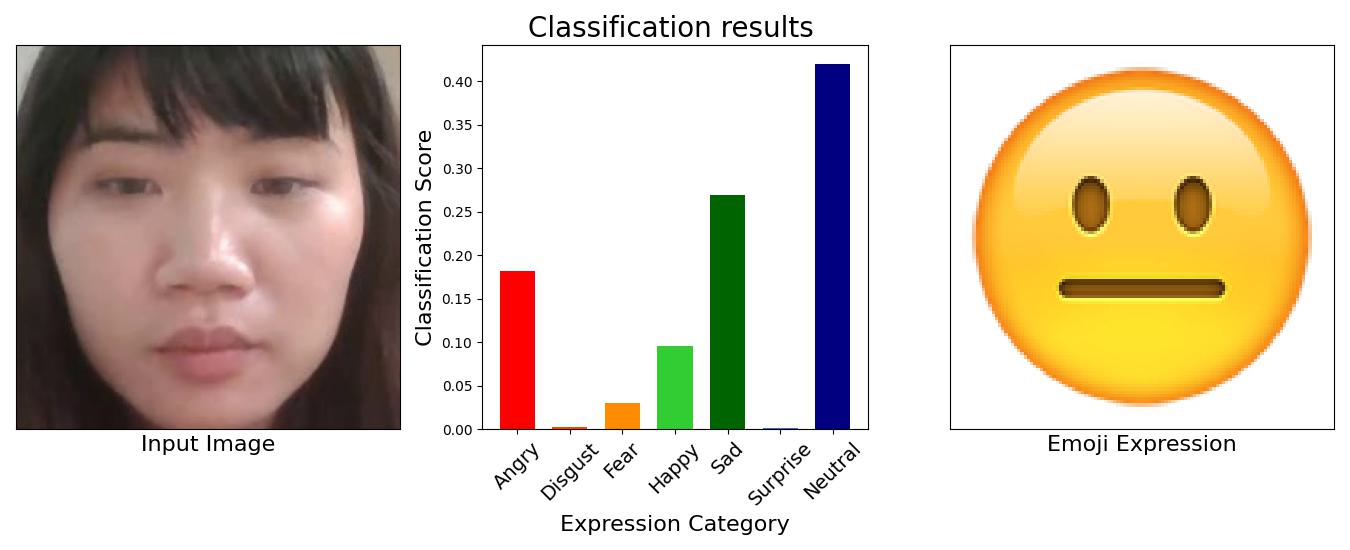 Classification results
Classification Score
0.40
0.35
0.30
0.25
0.20
0.15
0.10
0.05
0.00
Angry
Disgust
Fear
Happy
Sad
Surprise
Neutral
Expression Category
Input Image
Emoji Expression